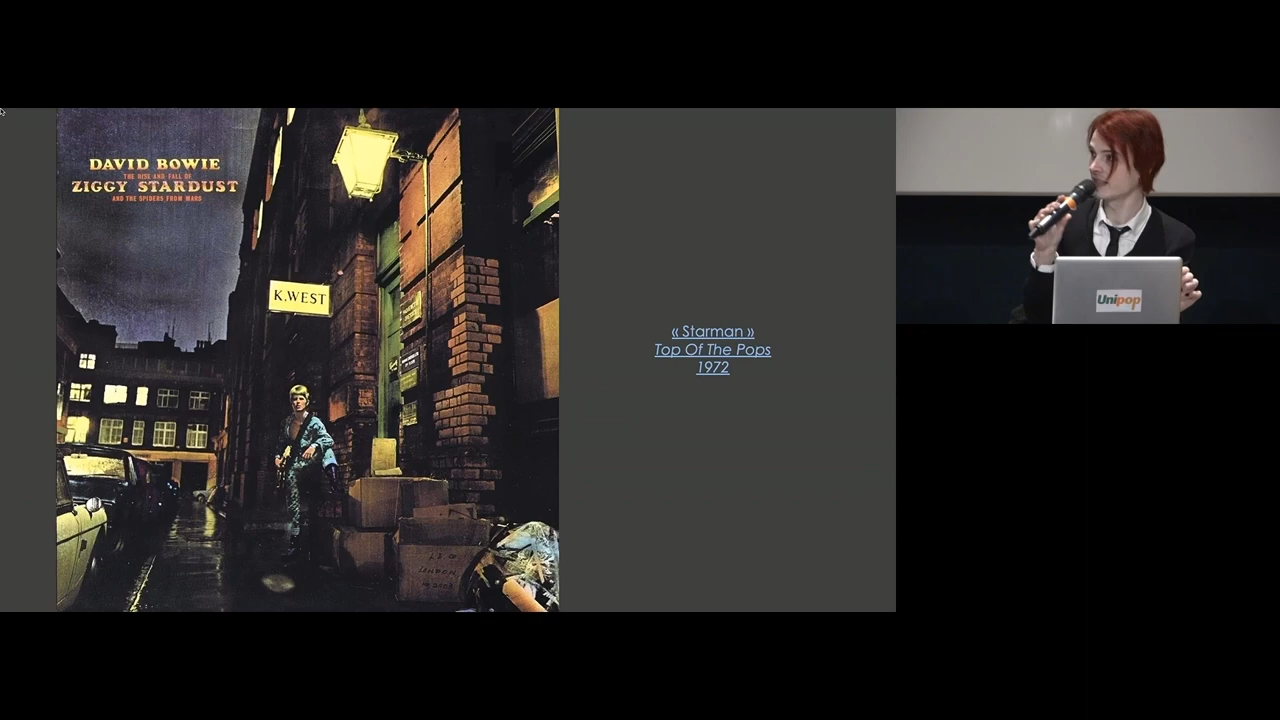 DAVID BOWIE
THE RISE AND FALL OF
ZIGGY STARDUST
AND THE SPIDERS FROM MARS
K.WEST
« Starman »
Top Of The Pops
1972
Unipop
LONDON